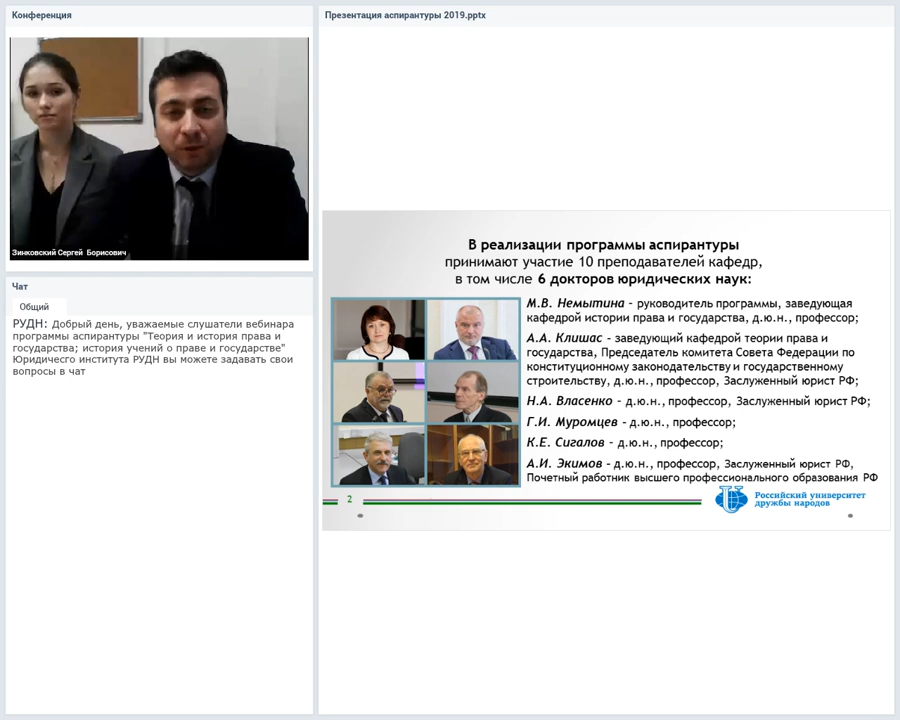 Конференция
Зинковский Сергей Борисович
Чат
Общий
РУДН: Добрый день, уважаемые слушатели вебинара
программы аспирантуры "Теория и история права и
государства; история учений о праве и государстве"
Юридичесго института РУДН вы можете задавать свои
вопросы в чат
Презентация аспирантуры 2019.pptx
В реализации программы аспирантуры
принимают участие 10 преподавателей кафедр,
в том числе 6 докторов юридических наук:
М.В. Немытина – руководитель программы, заведующая
кафедрой истории права и государства, д.ю.н., профессор;
А.А. Клишас – заведующий кафедрой теории права и
государства, Председатель комитета Совета Федерации по
конституционному законодательству и государственному
строительству, д.ю.н., профессор, Заслуженный юрист РФ;
Н.А. Власенко – д.ю.н., профессор, Заслуженный юрист РФ;
Г.И. Муромцев – д.ю.н., профессор;
К.Е. Сигалов – д.ю.н., профессор;
А.И. Экимов – д.ю.н., профессор, Заслуженный юрист РФ,
Почетный работник высшего профессионального образования РФ
2
Российский университет
дружбы народов